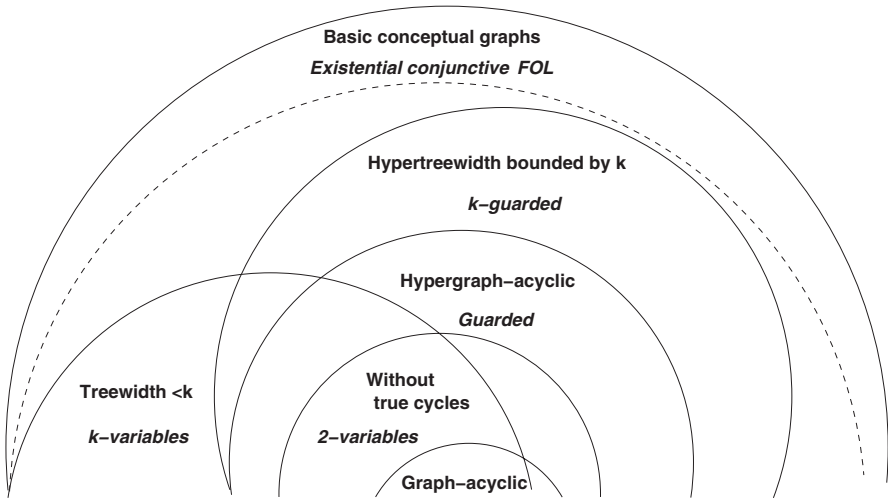 Basic conceptual graphs
Existential conjunctive FOL
Hypertreewidth bounded by k
k−guarded
Hypergraph−acyclic
Guarded
Treewidth <k
k−variables
Without
true cycles
2−variables
Graph−acyclic